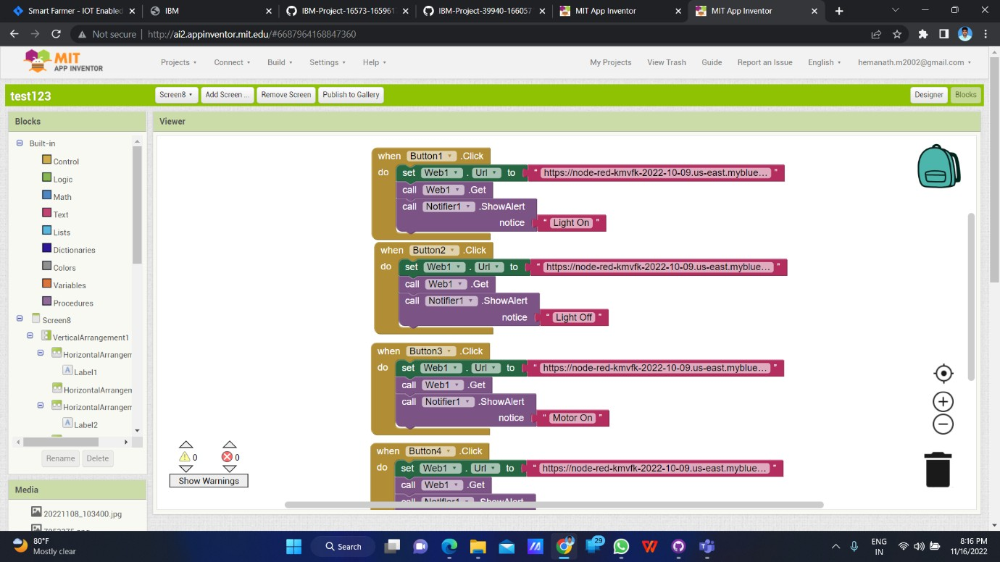 Smart Farmer - IOT Enabled
IBM
IBM-Project-16573-165961
IBM-Project-39940-166057
MIT App Inventor
MIT App Inventor
Not secure | http://ai2.appinventor.mit.edu/#6687964168847360
MIT
APP INVENTOR
Projects
Connect
Build
Settings
Help
My Projects
View Trash
Guide
Report an Issue
English
hemanath.m2002@gmail.com
test123
Screen8
Add Screen ...
Remove Screen
Publish to Gallery
Designer
Blocks
Blocks
Viewer
Built-in
Control
Logic
Math
Text
Lists
Dictionaries
Colors
Variables
Procedures
Screen8
VerticalArrangement1
HorizontalArrangem
A Label1
HorizontalArrangem
HorizontalArrangem
A Label2
Rename
Delete
Media
20221108_103400.jpg
when Button1 .Click
do set Web1 . Url to " https://node-red-kmvfk-2022-10-09.us-east.myblue... "
call Web1 .Get
call Notifier1 .ShowAlert
notice " Light On "
when Button2 .Click
do set Web1 . Url to " https://node-red-kmvfk-2022-10-09.us-east.myblue... "
call Web1 .Get
call Notifier1 .ShowAlert
notice " Light Off "
when Button3 .Click
do set Web1 . Url to " https://node-red-kmvfk-2022-10-09.us-east.myblue... "
call Web1 .Get
call Notifier1 .ShowAlert
notice " Motor On "
when Button4 .Click
do set Web1 . Url to " https://node-red-kmvfk-2022-10-09.us-east.myblue... "
call Web1 .Get
call Notifier1 .ShowAlert
0
0
Show Warnings
80°F
Mostly clear
Search
29
ENG
IN
8:16 PM
11/16/2022